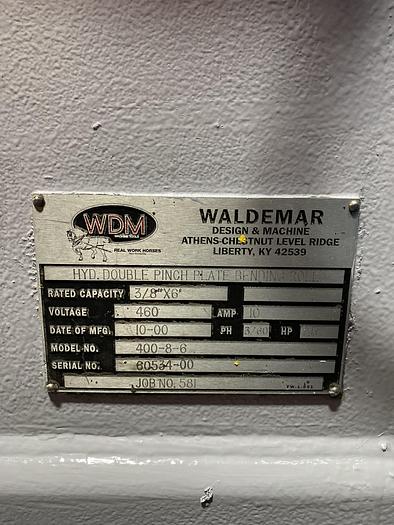 WDM
REAL WORK HORSES
WALDEMAR
DESIGN & MACHINE
ATHENS-CHESTNUT LEVEL RIDGE
LIBERTY, KY 42539
HYD. DOUBLE PINCH PLATE BENDING ROLL
RATED CAPACITY 3/8"X6'
VOLTAGE 460 AMP 10
DATE OF MFG. 10-00 PH 3/60 HP
MODEL NO. 400-8-6
SERIAL NO. 60534-00
JOB NO. 581